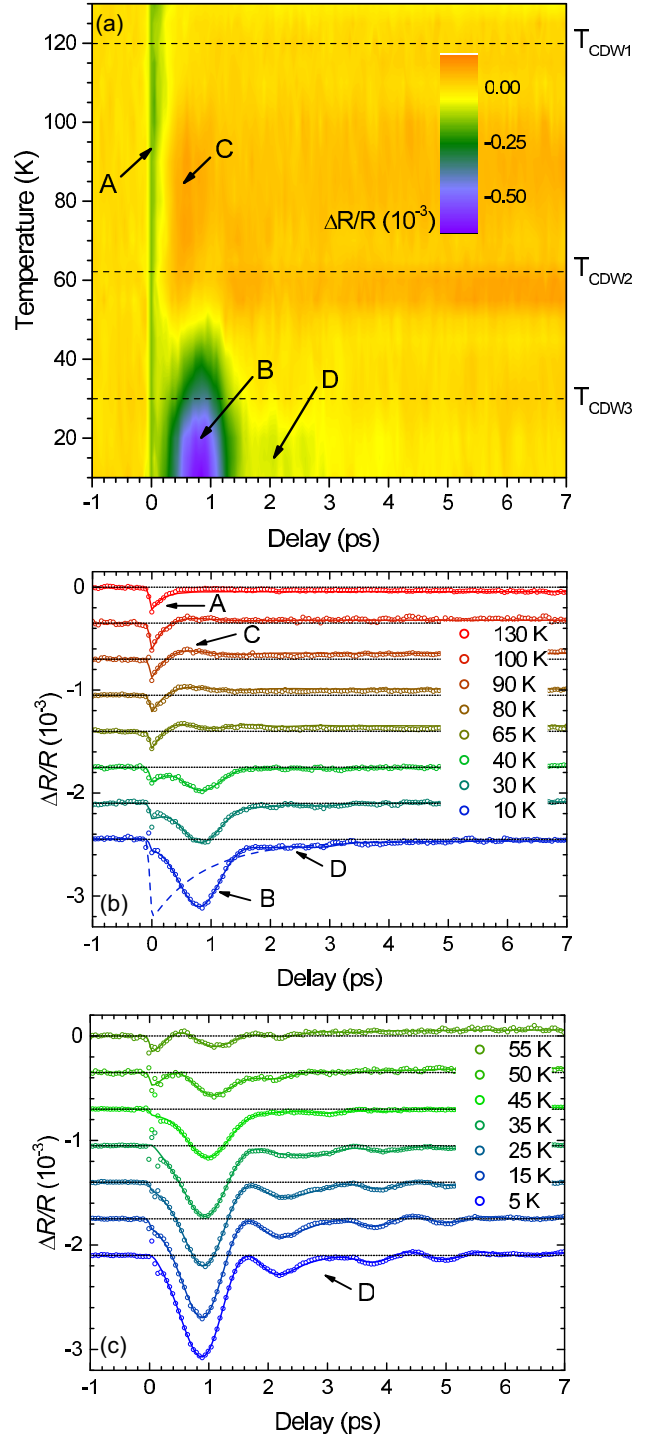 (a)
120
100
80
60
40
20
Temperature (K)
A
C
B
D
0.00
-0.25
-0.50
ΔR/R (10⁻³)
T_CDW1
T_CDW2
T_CDW3
-1 0 1 2 3 4 5 6 7
Delay (ps)
0
-1
-2
-3
ΔR/R (10⁻³)
A
C
D
B
130 K
100 K
90 K
80 K
65 K
40 K
30 K
10 K
(b)
-1 0 1 2 3 4 5 6 7
Delay (ps)
0
-1
-2
-3
ΔR/R (10⁻³)
55 K
50 K
45 K
35 K
25 K
15 K
5 K
D
(c)
-1 0 1 2 3 4 5 6 7
Delay (ps)